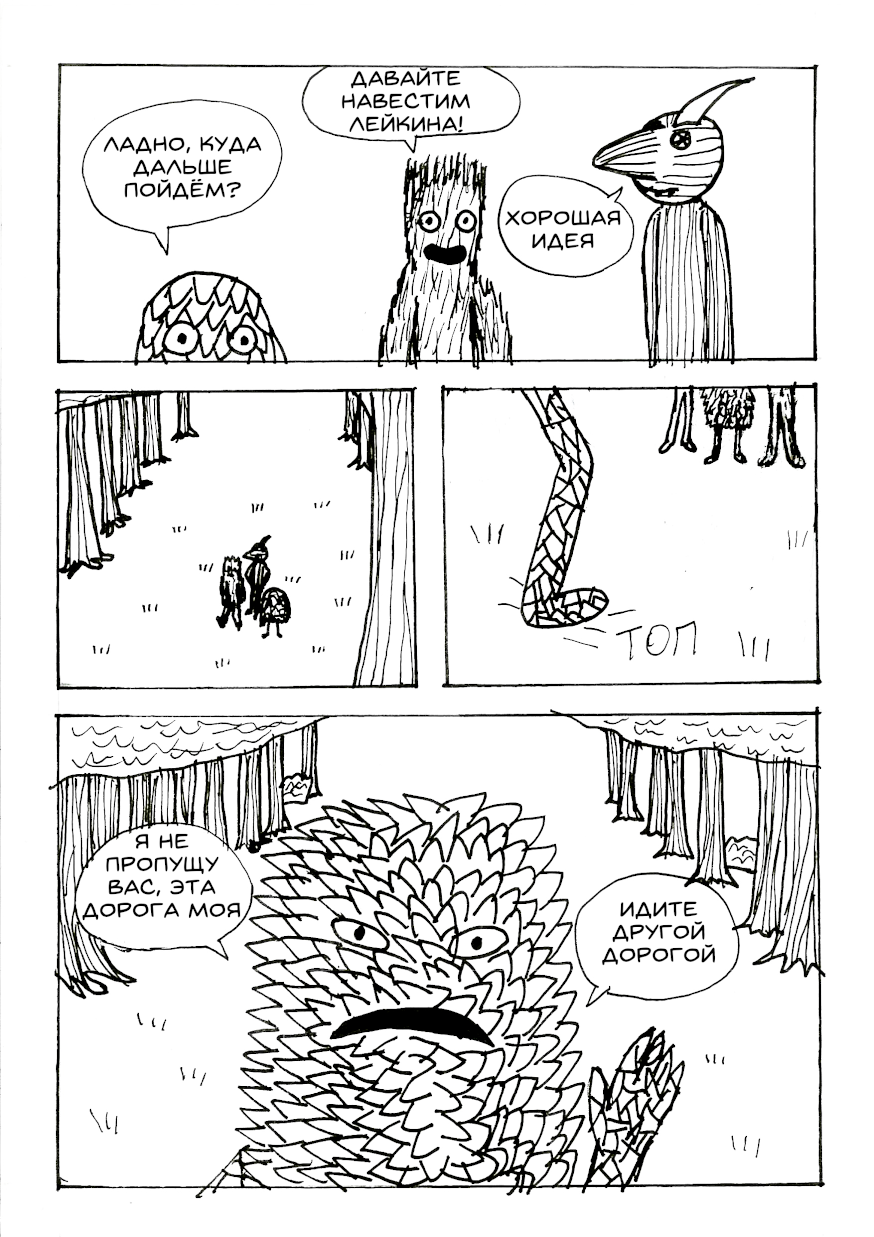 ЛАДНО, КУДА
ДАЛЬШЕ
ПОЙДЁМ?
ДАВАЙТЕ
НАВЕСТИМ
ЛЕЙКИНА!
ХОРОШАЯ
ИДЕЯ
ТОП
Я НЕ
ПРОПУЩУ
ВАС, ЭТА
ДОРОГА МОЯ
ИДИТЕ
ДРУГОЙ
ДОРОГОЙ